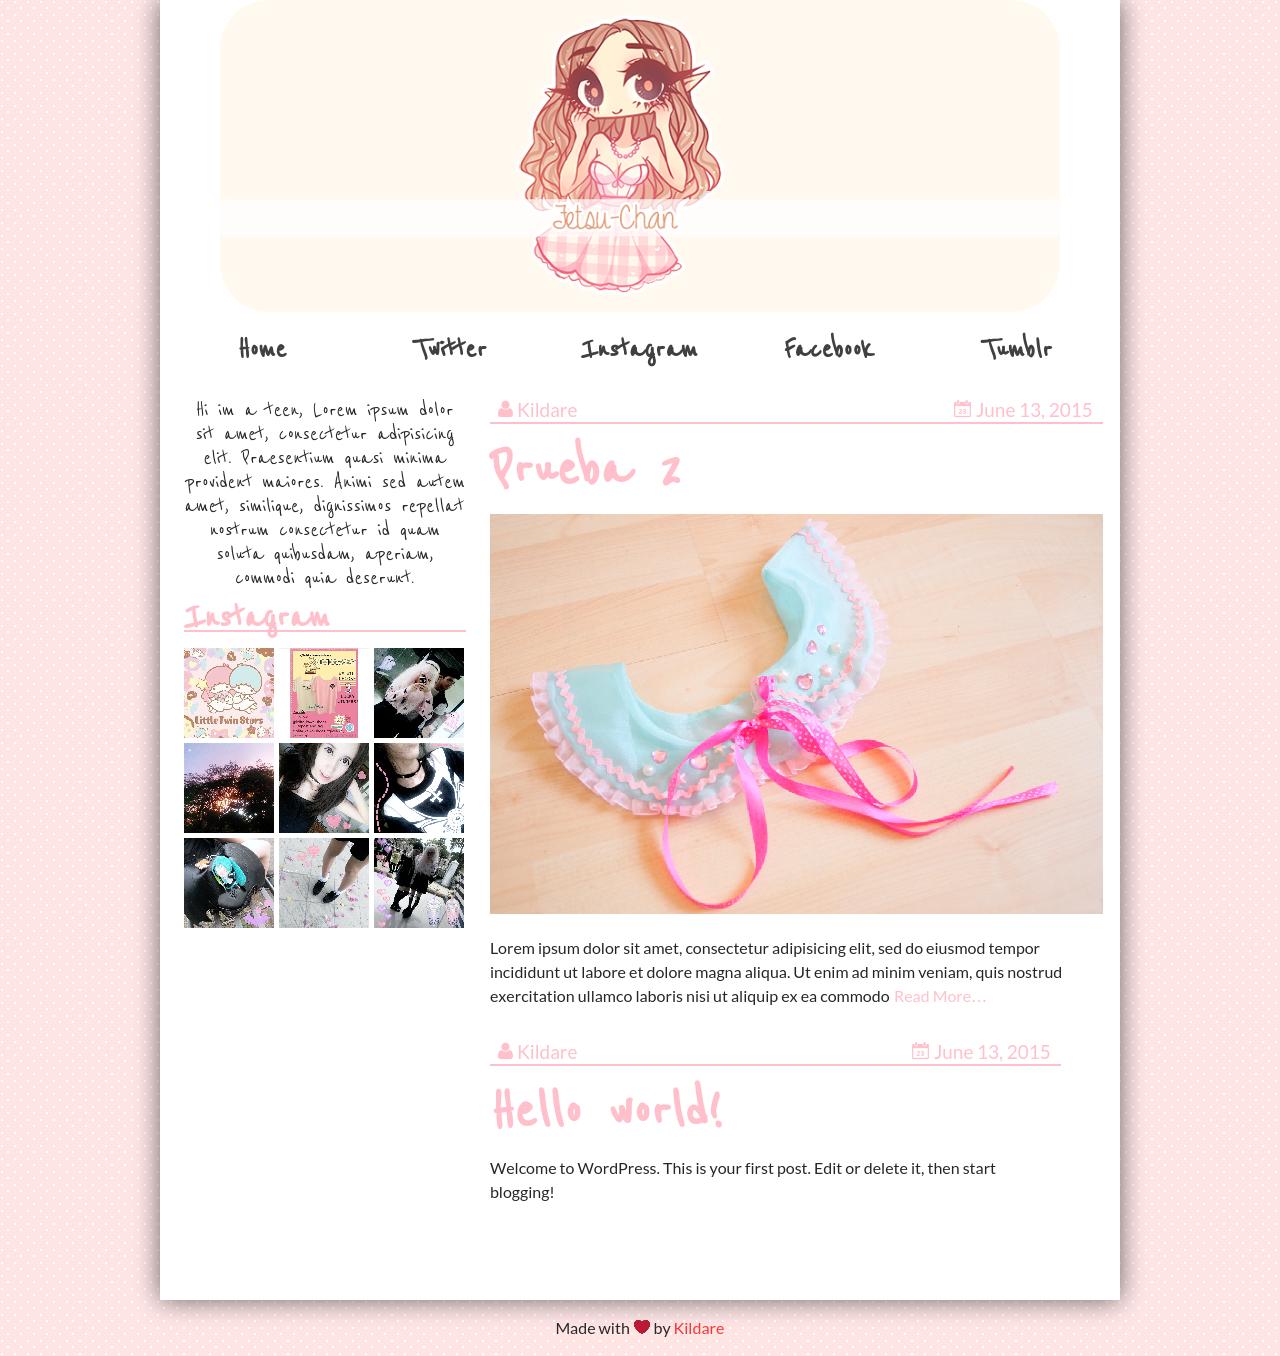 Jetsu-Chan
Home
Twitter
Instagram
Facebook
Tumblr
Hi im a teen, Lorem ipsum dolor
sit amet, consectetur adipisicing
elit. Praesentium quasi minima
provident maiores. Animi sed autem
amet, similique, dignissimos repellat
nostrum consectetur id quam
soluta quibusdam, aperiam,
commodi quia deserunt.
Instagram
Little Twin Stars
Kildare
June 13, 2015
Prueba 2
Lorem ipsum dolor sit amet, consectetur adipisicing elit, sed do eiusmod tempor
incididunt ut labore et dolore magna aliqua. Ut enim ad minim veniam, quis nostrud
exercitation ullamco laboris nisi ut aliquip ex ea commodo Read More...
Kildare
June 13, 2015
Hello world!
Welcome to WordPress. This is your first post. Edit or delete it, then start
blogging!
Made with ❤ by Kildare